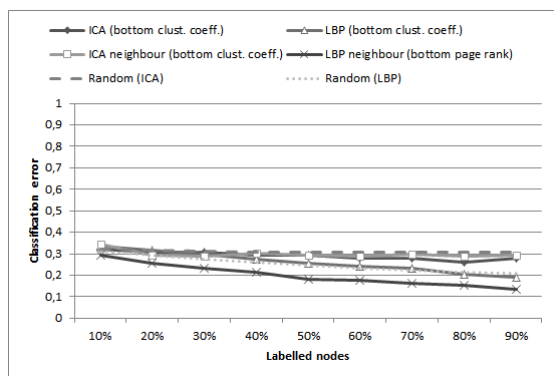 ICA (bottom clust. coeff.) LBP (bottom clust. coeff.)
ICA neighbour (bottom clust. coeff.) LBP neighbour (bottom page rank)
Random (ICA) Random (LBP)
1
0,9
0,8
0,7
0,6
0,5
0,4
0,3
0,2
0,1
0
Classification error
10% 20% 30% 40% 50% 60% 70% 80% 90%
Labelled nodes